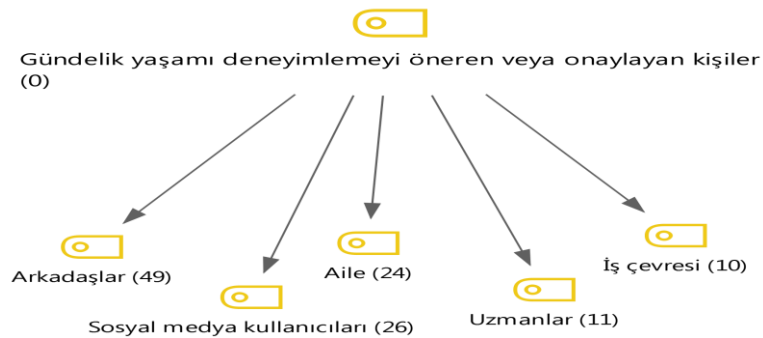 Gündelik yaşamı deneyimlemeyi öneren veya onaylayan kişiler
(0)
Arkadaşlar (49)
Sosyal medya kullanıcıları (26)
Aile (24)
Uzmanlar (11)
İş çevresi (10)